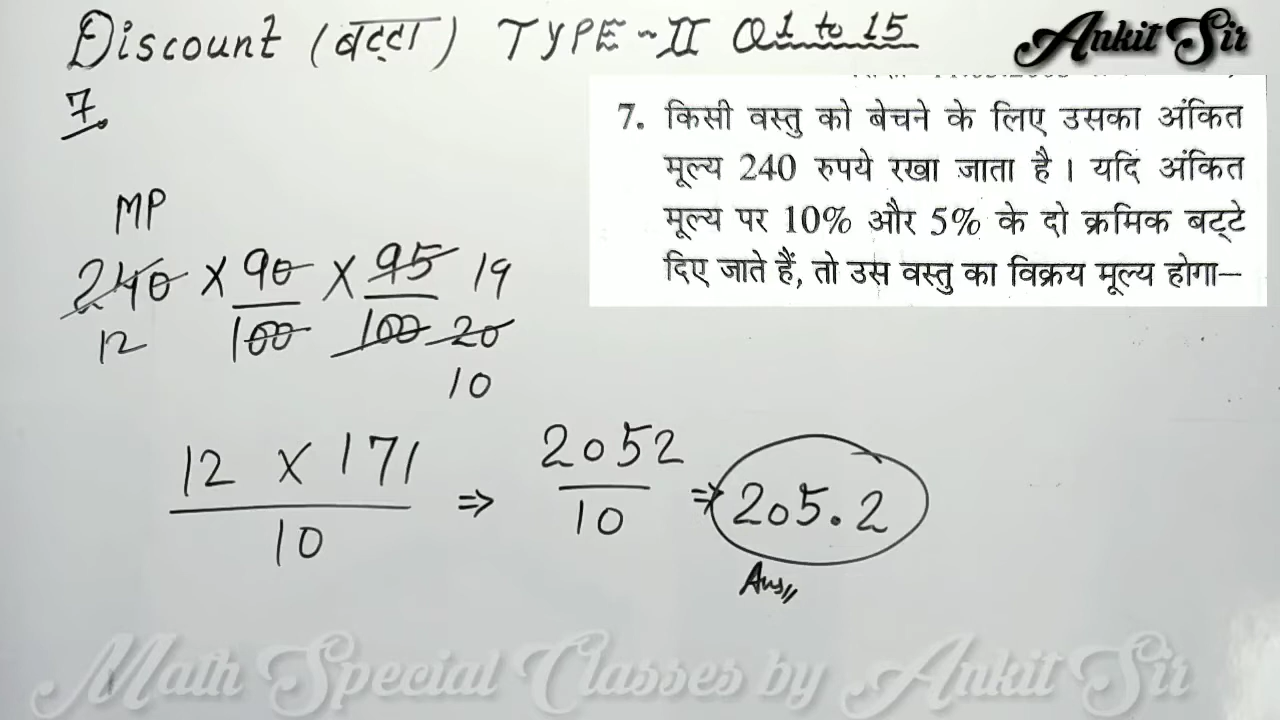 Discount (बट्टा) TYPE-II Q 1 to 15
Ankit Sir
7.
7. किसी वस्तु को बेचने के लिए उसका अंकित
मूल्य 240 रुपये रखा जाता है। यदि अंकित
मूल्य पर 10% और 5% के दो क्रमिक बट्टे
दिए जाते हैं, तो उस वस्तु का विक्रय मूल्य होगा–
MP
240 × 90 × 95 19
12 100 100 20
10
12 × 171
10
⇒ 2052
10
⇒ 205.2
Ans
Math Special Classes by Ankit Sir